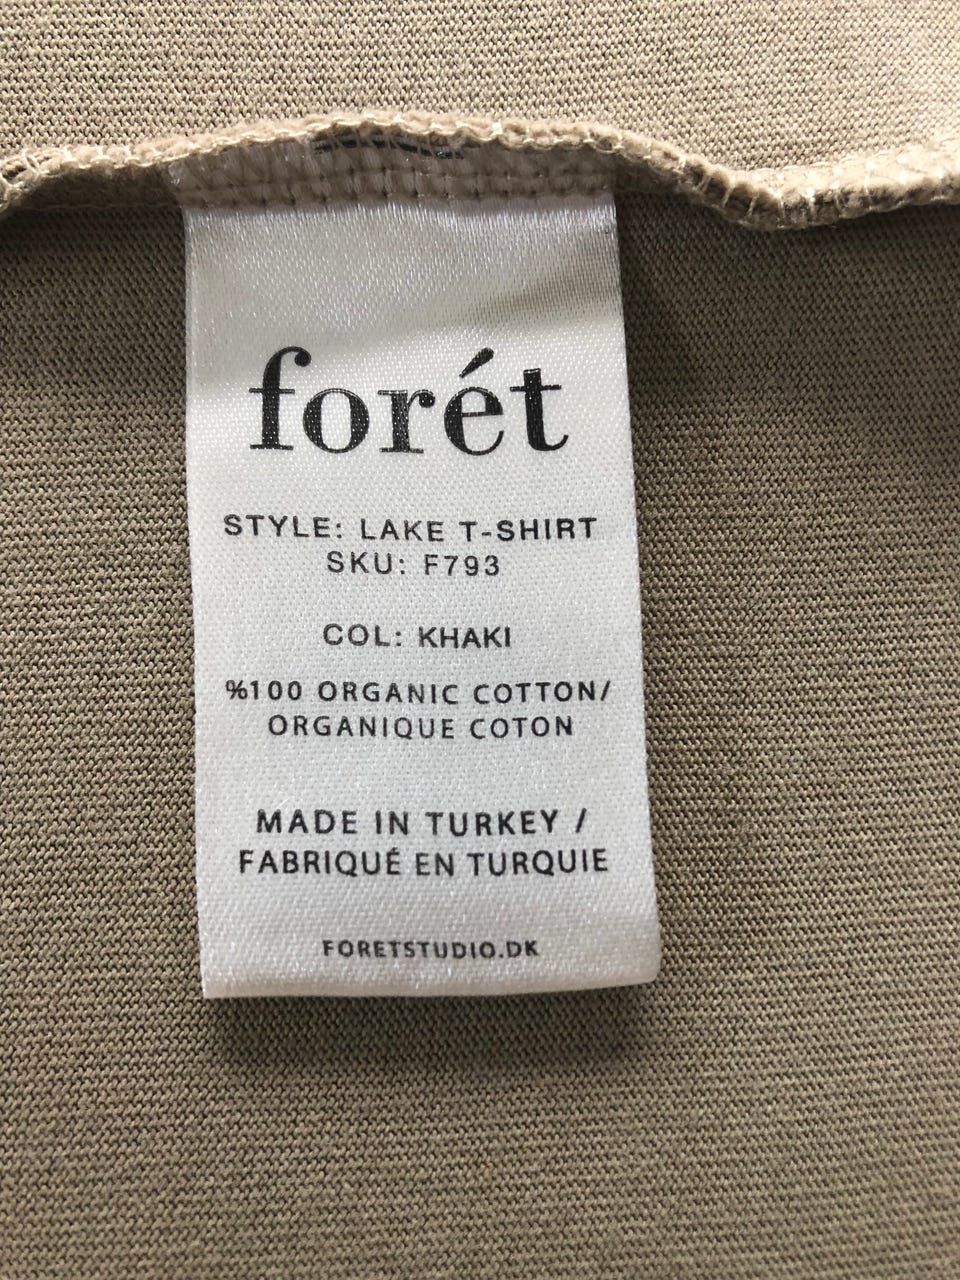 forét
STYLE: LAKE T-SHIRT
SKU: F793
COL: KHAKI
%100 ORGANIC COTTON/
ORGANIQUE COTON
MADE IN TURKEY /
FABRIQUÉ EN TURQUIE
FORETSTUDIO.DK